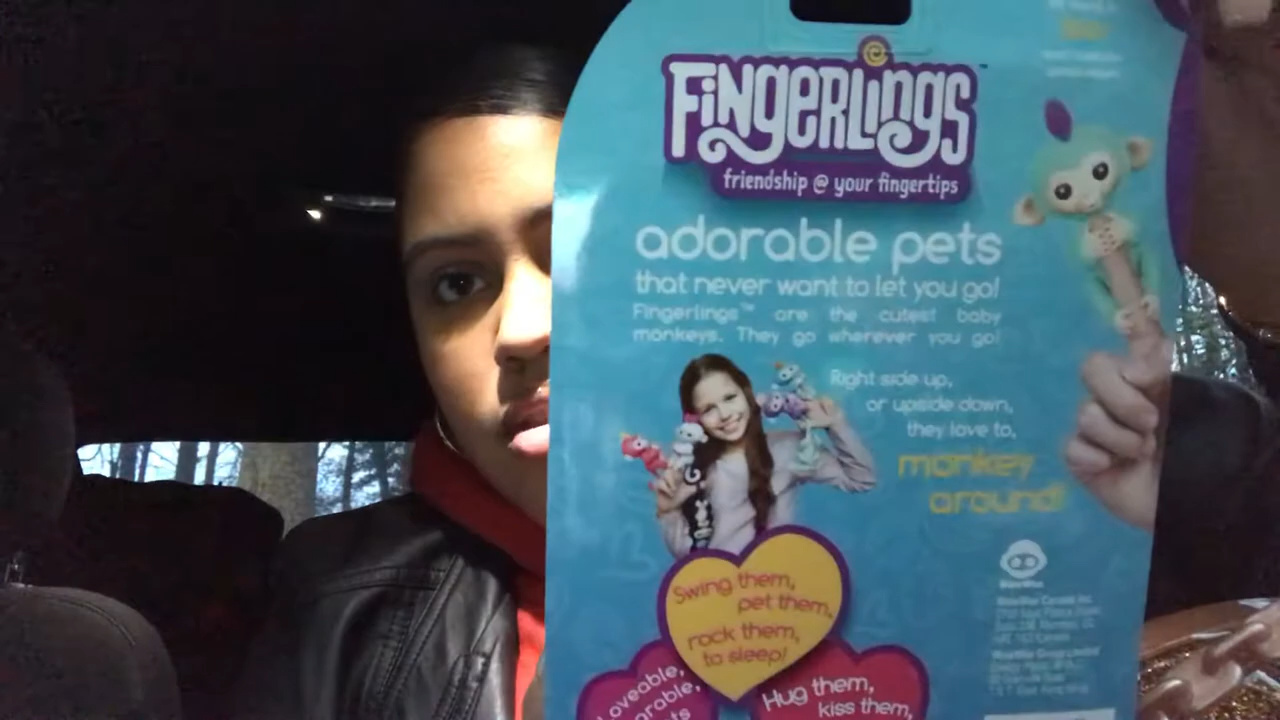 FiNGERLiNgS
friendship @ your fingertips
adorable pets
that never want to let you go!
Fingerlings™ are the cutest baby
monkeys. They go wherever you go!
Right side up,
or upside down,
they love to,
monkey
around!
Swing them,
pet them,
rock them,
to sleep!
Loveable,
Hug them,
kiss them,
WowWee